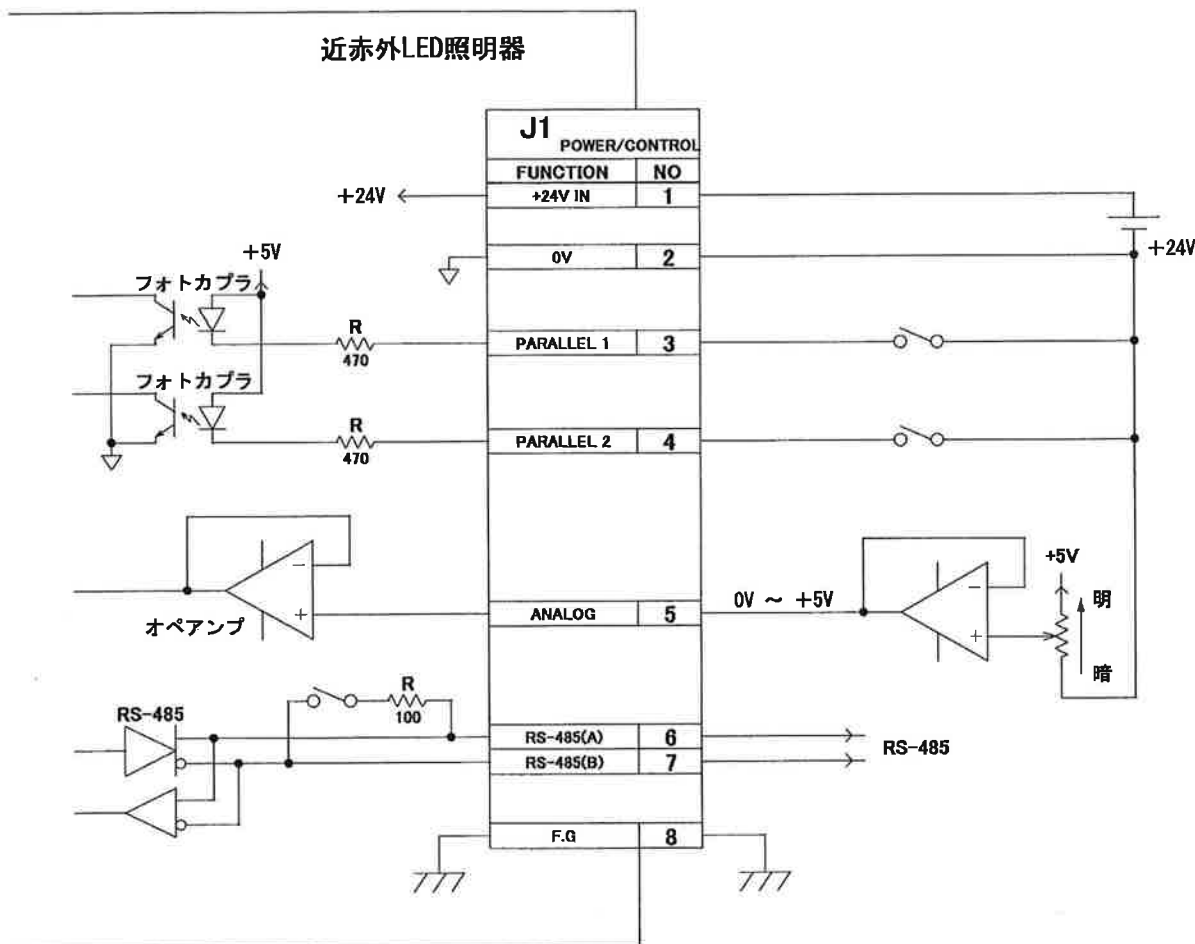 近赤外LED照明器
J1
POWER/CONTROL
FUNCTION NO
+24V +24V IN 1
+24V
0V 2
+5V
フォトカプラ
R
470
PARALLEL 1 3
フォトカプラ
R
470
PARALLEL 2 4
オペアンプ
− +
ANALOG 5
0V ～ +5V
− +
+5V
明
暗
R
100
RS-485
RS-485(A) 6
RS-485(B) 7
RS-485
F.G 8